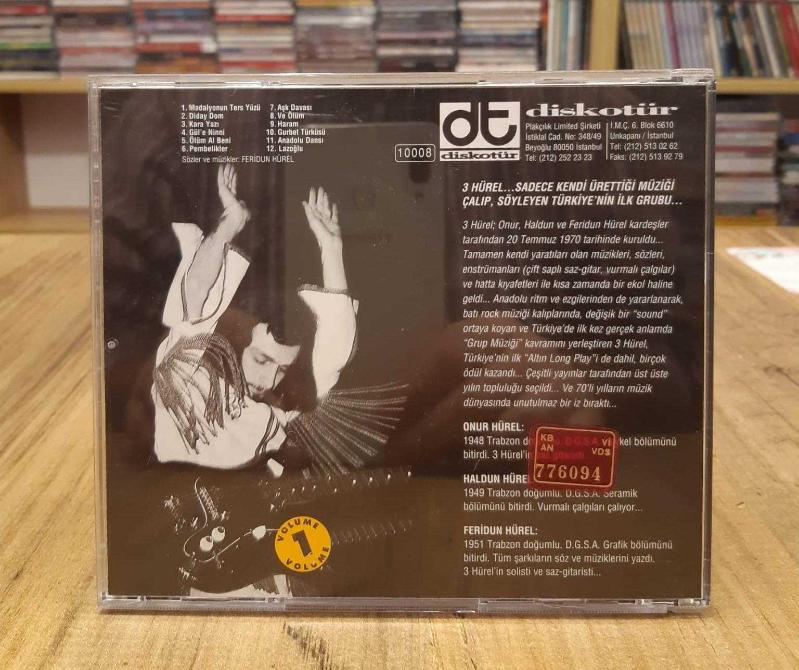 1. Madalyonun Ters Yüzü
2. Diday Dom
3. Kara Yazı
4. Gül'e Ninni
5. Ölüm Al Beni
6. Pembelikler
7. Aşk Davası
8. Ve Ölüm
9. Haram
10. Gurbet Türküsü
11. Anadolu Dansı
12. Lazoğlu
Sözler ve müzikler: FERİDUN HÜREL
10008
dt
diskotür
diskotür
Plakçılık Limited Şirketi
İstiklal Cad. No: 348/49
Beyoğlu 80050 İstanbul
Tel: (212) 252 23 23
İ.M.Ç. 6. Blok 6610
Unkapanı / İstanbul
Tel: (212) 513 02 62
Faks: (212) 513 92 79
3 HÜREL...SADECE KENDİ ÜRETTİĞİ MÜZİĞİ
ÇALIP, SÖYLEYEN TÜRKİYE'NİN İLK GRUBU...
3 Hürel; Onur, Haldun ve Feridun Hürel kardeşler
tarafından 20 Temmuz 1970 tarihinde kuruldu...
Tamamen kendi yaratıları olan müzikleri, sözleri,
enstrümanları (çift saplı saz-gitar, vurmalı çalgılar)
ve hatta kıyafetleri ile kısa zamanda bir ekol haline
geldi... Anadolu ritm ve ezgilerinden de yararlanarak,
batı rock müziği kalıplarında, değişik bir "sound"
ortaya koyan ve Türkiye'de ilk kez gerçek anlamda
"Grup Müziği" kavramını yerleştiren 3 Hürel,
Türkiye'nin ilk "Altın Long Play"i de dahil, birçok
ödül kazandı... Çeşitli yayınlar tarafından üst üste
yılın topluluğu seçildi... Ve 70'li yılların müzik
dünyasında unutulmaz bir iz bıraktı...
ONUR HÜREL:
1948 Trabzon do D.G.S.A kel bölümünü
bitirdi. 3 Hürel'in bas gitaristi
KB
AN
VI
VDS
776094
HALDUN HÜREL
1949 Trabzon doğumlu. D.G.S.A. Seramik
bölümünü bitirdi. Vurmalı çalgıları çalıyor...
FERİDUN HÜREL:
1951 Trabzon doğumlu. D.G.S.A. Grafik bölümünü
bitirdi. Tüm şarkıların söz ve müziklerini yazdı.
3 Hürel'in solisti ve saz-gitaristi...
VOLUME
1
VOLUME